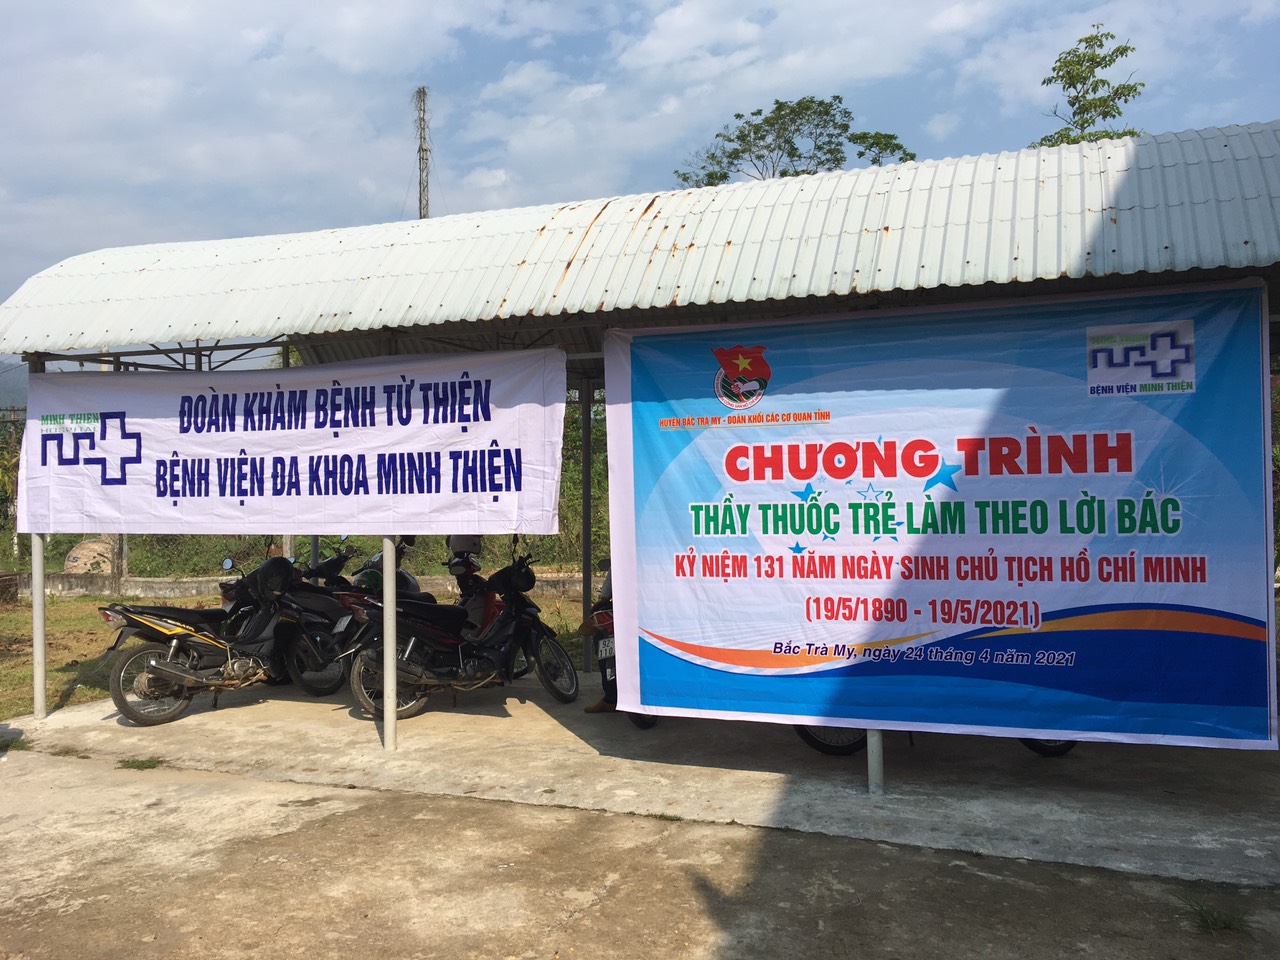 MINH THIEN
HOSPITAL
ĐOÀN KHÀM BỆNH TỪ THIỆN
BỆNH VIỆN ĐA KHOA MINH THIỆN
HUYỆN BẮC TRÀ MY - ĐOÀN KHỐI CÁC CƠ QUAN TỈNH
BỆNH VIỆN MINH THIỆN
CHƯƠNG TRÌNH
THẦY THUỐC TRẺ LÀM THEO LỜI BÁC
KỶ NIỆM 131 NĂM NGÀY SINH CHỦ TỊCH HỒ CHÍ MINH
(19/5/1890 - 19/5/2021)
Bắc Trà My, ngày 24 tháng 4 năm 2021